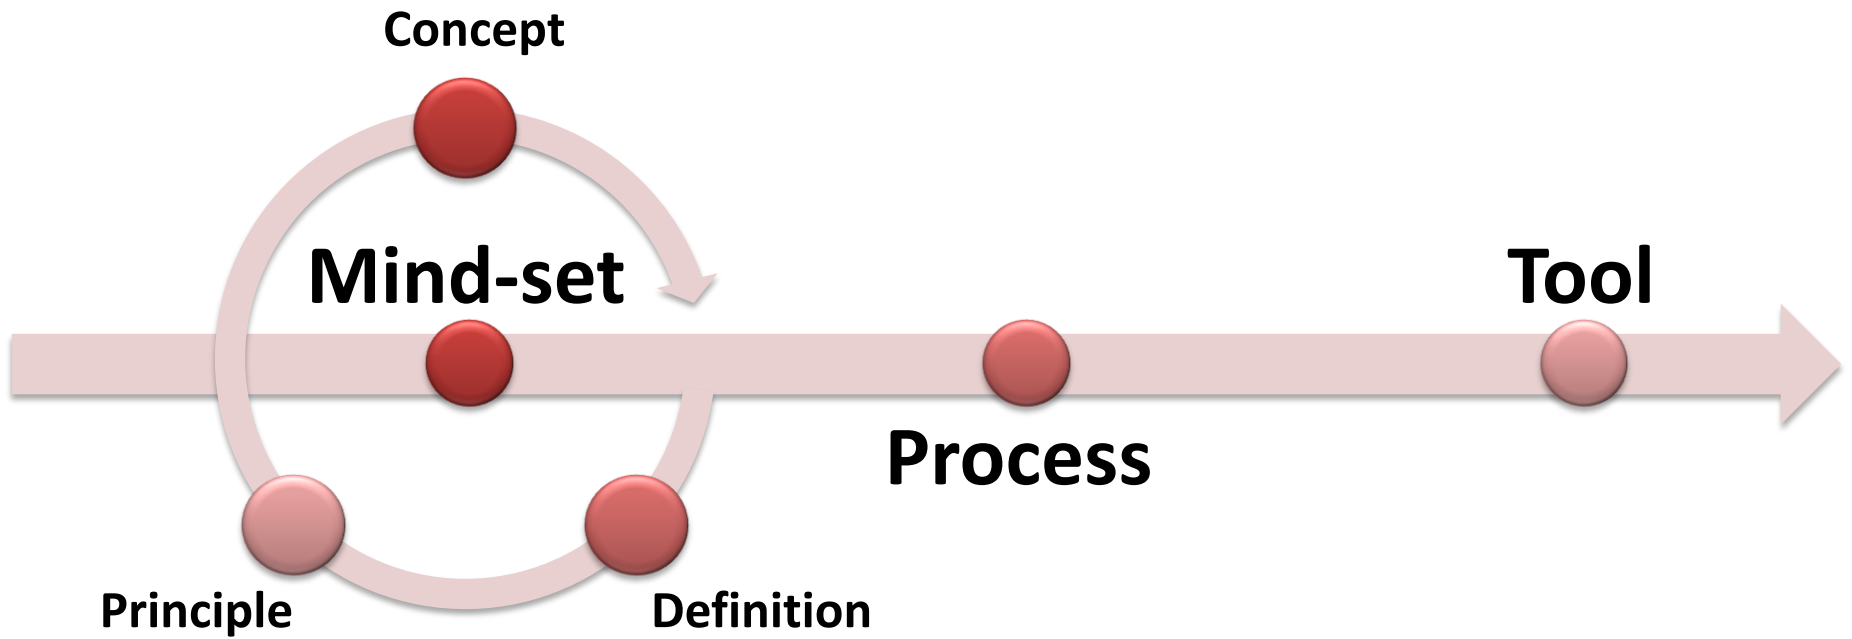 Concept
Mind-set
Tool
Process
Principle
Definition